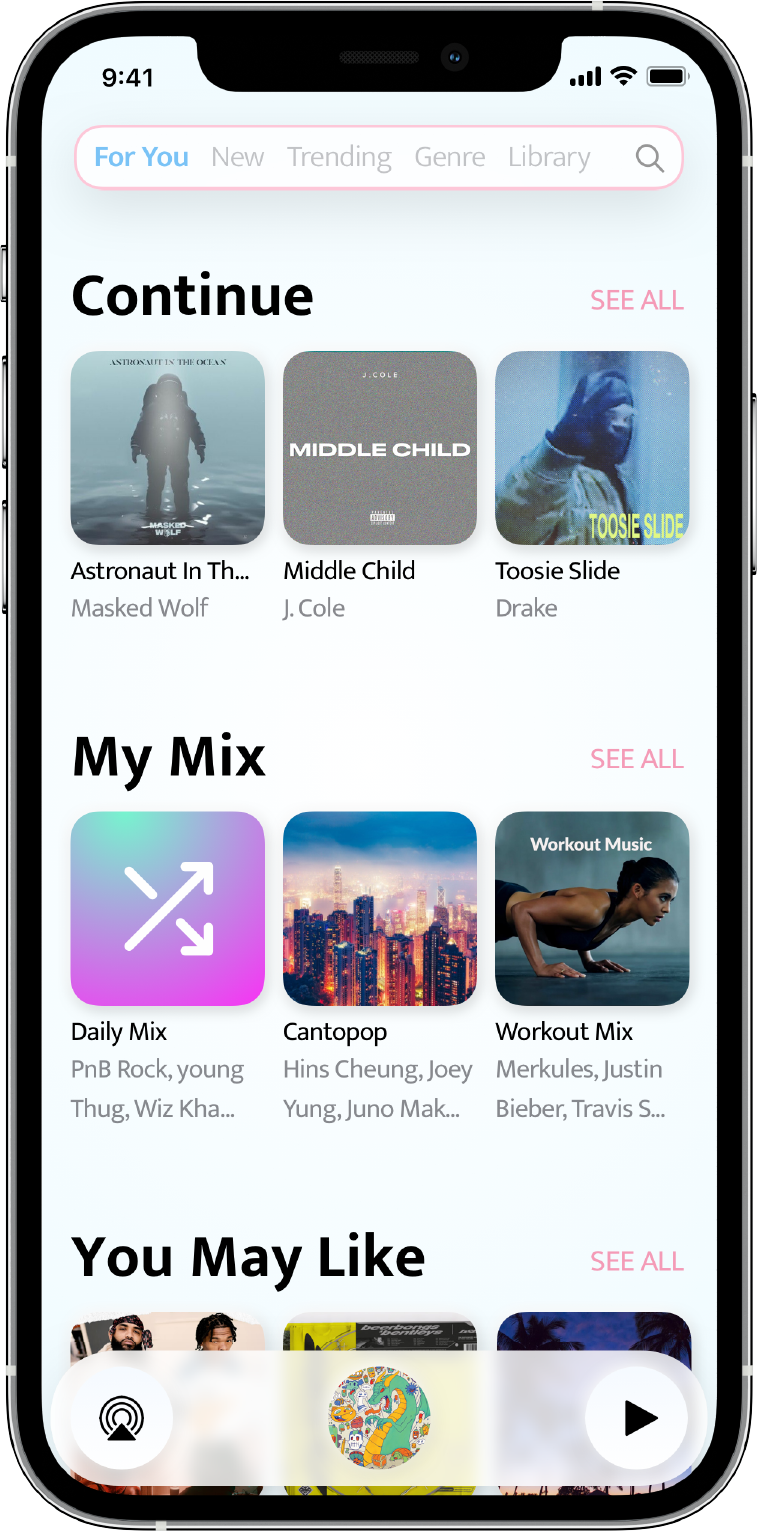 9:41
For You New Trending Genre Library
Continue
SEE ALL
ASTRONAUT IN THE OCEAN
MASKED
WOLF
J.COLE
MIDDLE CHILD
TOOSIE SLIDE
Astronaut In Th...
Middle Child
Toosie Slide
Masked Wolf
J. Cole
Drake
My Mix
SEE ALL
Workout Music
Daily Mix
Cantopop
Workout Mix
PnB Rock, young
Thug, Wiz Kha...
Hins Cheung, Joey
Yung, Juno Mak...
Merkules, Justin
Bieber, Travis S...
You May Like
SEE ALL
beerbongs
bentleys